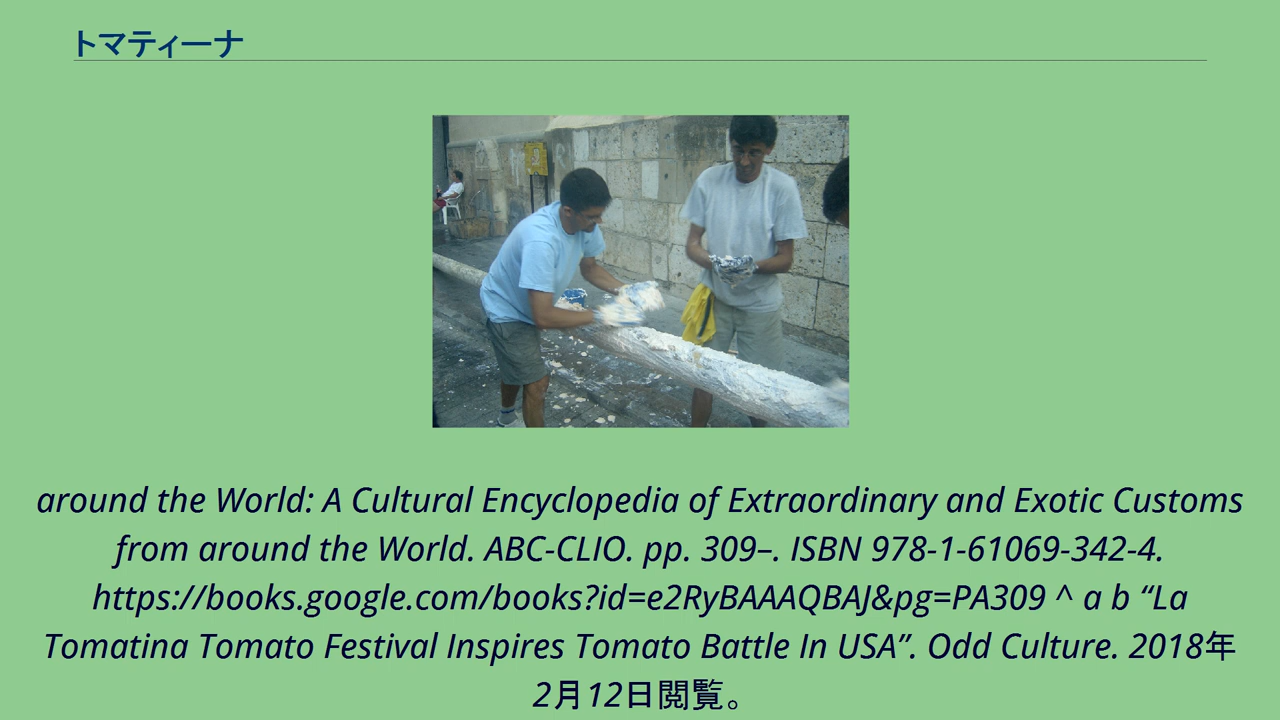 トマティーナ
around the World: A Cultural Encyclopedia of Extraordinary and Exotic Customs
from around the World. ABC-CLIO. pp. 309–. ISBN 978-1-61069-342-4.
https://books.google.com/books?id=e2RyBAAAQBAJ&pg=PA309 ^ a b “La
Tomatina Tomato Festival Inspires Tomato Battle In USA”. Odd Culture. 2018年
2月12日閲覧。